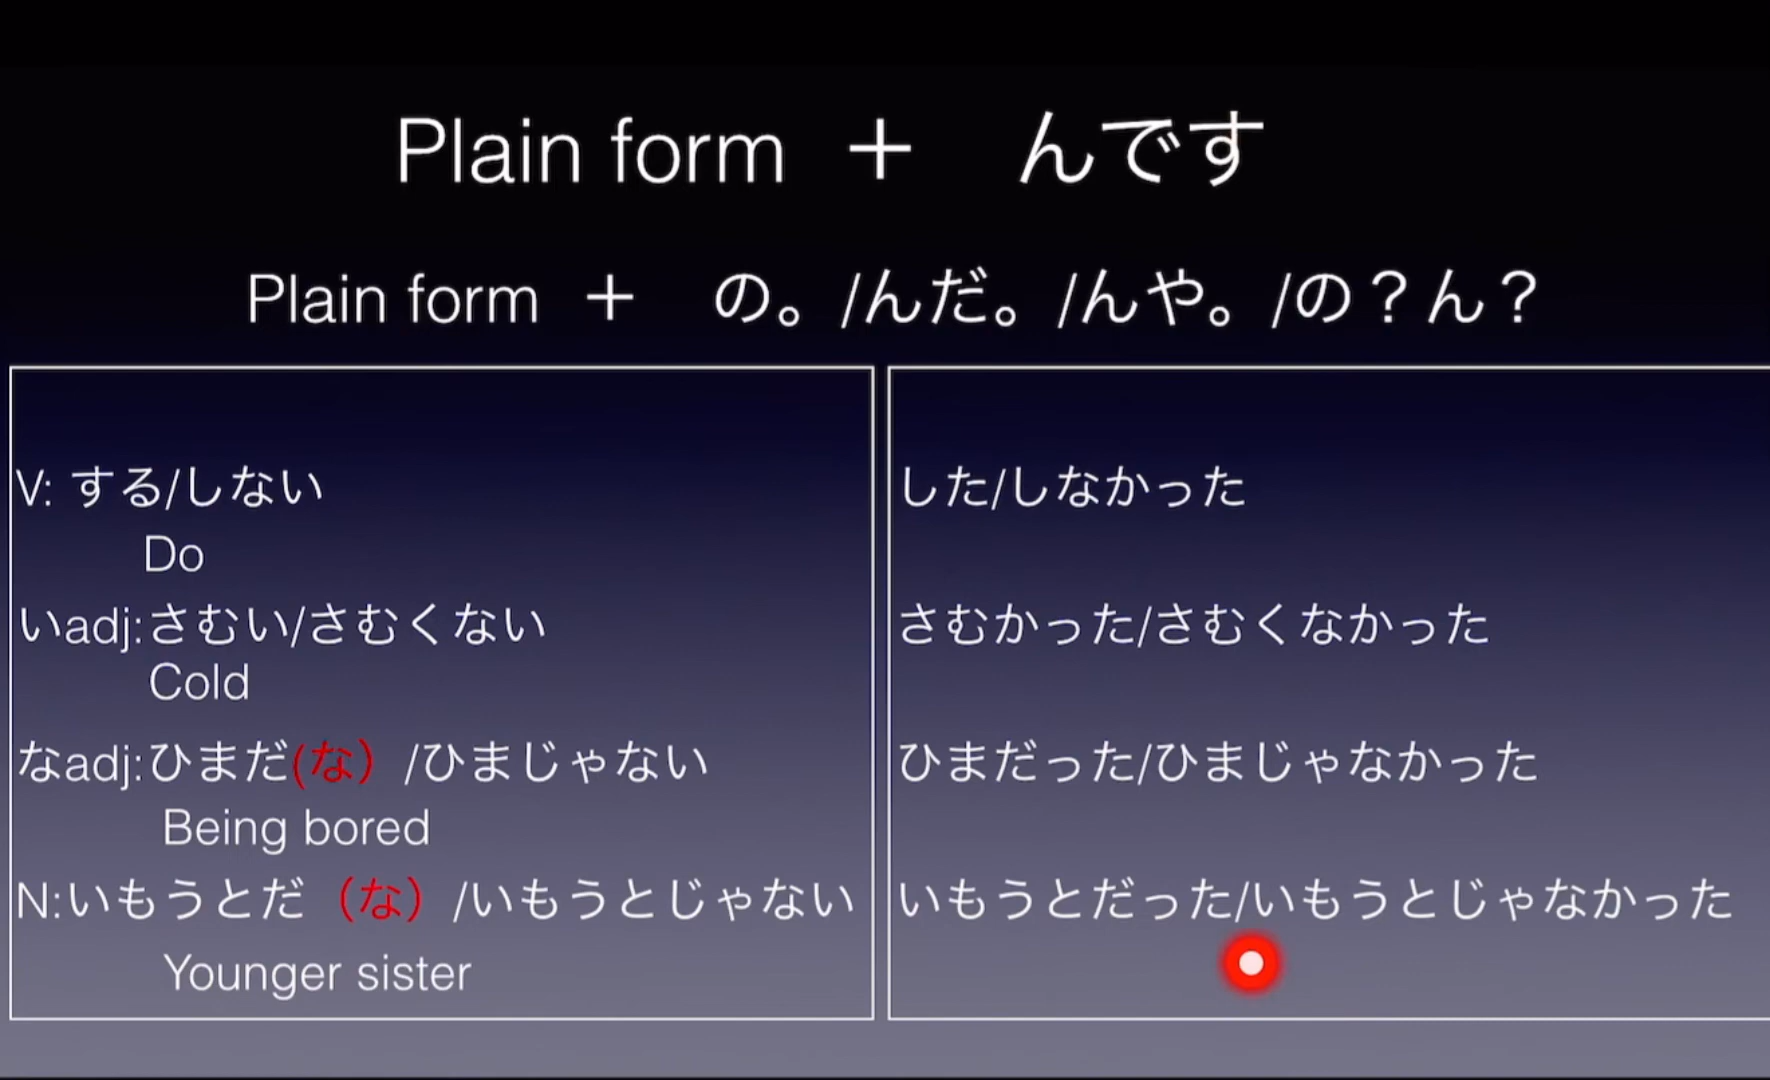 Plain form ＋ んです
Plain form ＋ の。/んだ。/んや。/の？ん？
V: する/しない
Do
いadj:さむい/さむくない
Cold
なadj:ひまだ(な）/ひまじゃない
Being bored
N:いもうとだ（な）/いもうとじゃない
Younger sister
した/しなかった
さむかった/さむくなかった
ひまだった/ひまじゃなかった
いもうとだった/いもうとじゃなかった